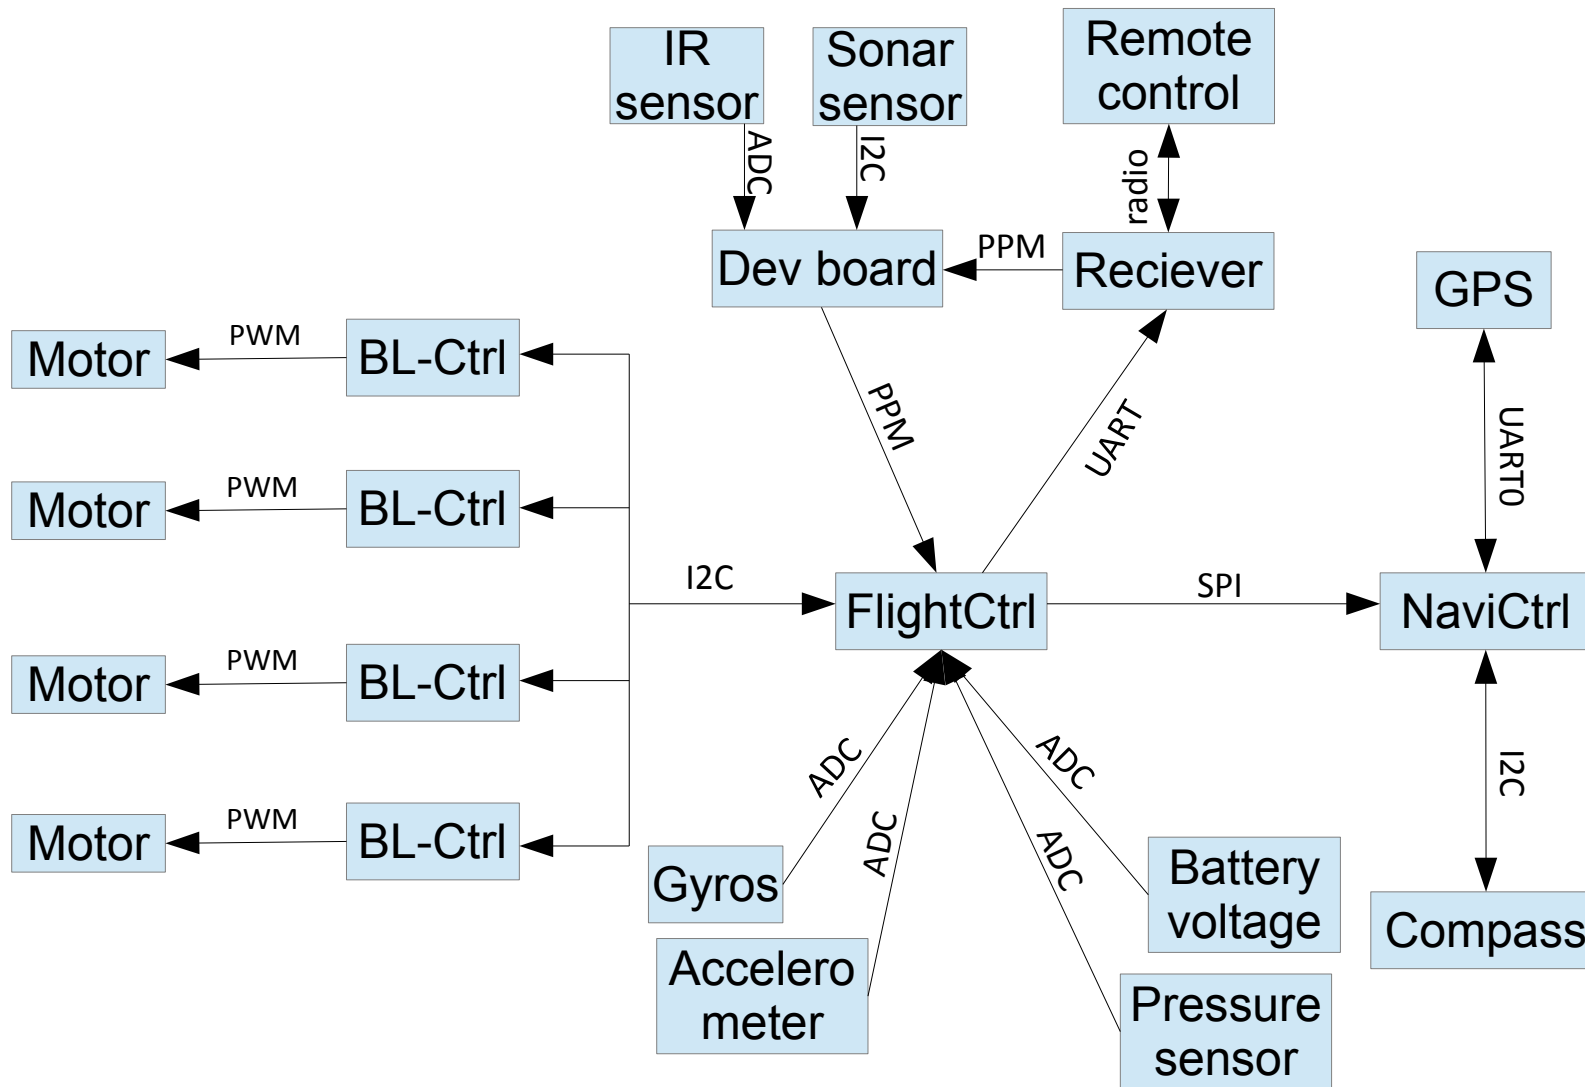 IR
sensor
Sonar
sensor
Remote
control
ADC
I2C
radio
Dev board
PPM
Reciever
GPS
Motor
PWM
BL-Ctrl
PPM
UART
UART0
Motor
PWM
BL-Ctrl
I2C
FlightCtrl
SPI
NaviCtrl
Motor
PWM
BL-Ctrl
ADC
ADC
I2C
Motor
PWM
BL-Ctrl
ADC
ADC
Gyros
Battery
voltage
Compass
Accelero
meter
Pressure
sensor